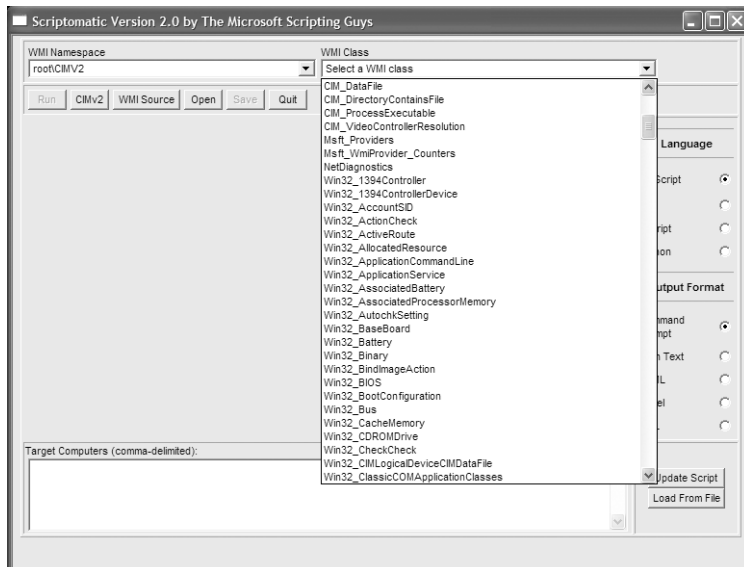 Scriptomatic Version 2.0 by The Microsoft Scripting Guys
WMI Namespace
WMI Class
root\CIMV2
Select a WMI class
Run
CIMv2
WMI Source
Open
Save
Quit
CIM_DataFile
CIM_DirectoryContainsFile
CIM_ProcessExecutable
CIM_VideoControllerResolution
Msft_Providers
Msft_WmiProvider_Counters
NetDiagnostics
Win32_1394Controller
Win32_1394ControllerDevice
Win32_AccountSID
Win32_ActionCheck
Win32_ActiveRoute
Win32_AllocatedResource
Win32_ApplicationCommandLine
Win32_ApplicationService
Win32_AssociatedBattery
Win32_AssociatedProcessorMemory
Win32_AutochkSetting
Win32_BaseBoard
Win32_Battery
Win32_Binary
Win32_BindImageAction
Win32_BIOS
Win32_BootConfiguration
Win32_Bus
Win32_CacheMemory
Win32_CDROMDrive
Win32_CheckCheck
Win32_CIMLogicalDeviceCIMDataFile
Win32_ClassicCOMApplicationClasses
Language
Script
ript
on
utput Format
mand
mpt
Text
ML
el
Target Computers (comma-delimited):
Update Script
Load From File